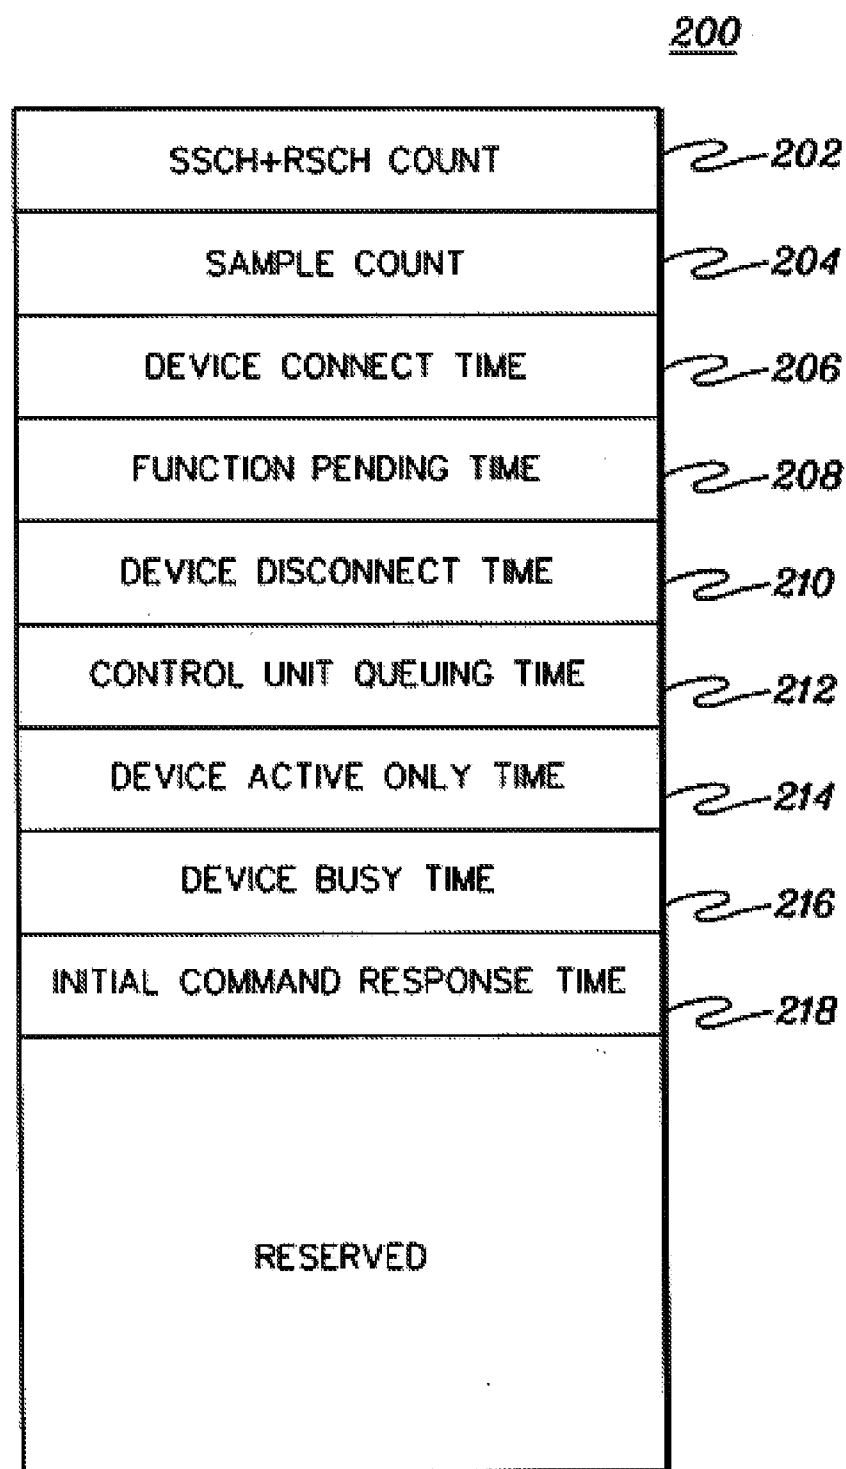 200
SSCH+RSCH COUNT 202
SAMPLE COUNT 204
DEVICE CONNECT TIME 206
FUNCTION PENDING TIME 208
DEVICE DISCONNECT TIME 210
CONTROL UNIT QUEUING TIME 212
DEVICE ACTIVE ONLY TIME 214
DEVICE BUSY TIME 216
INITIAL COMMAND RESPONSE TIME 218
RESERVED